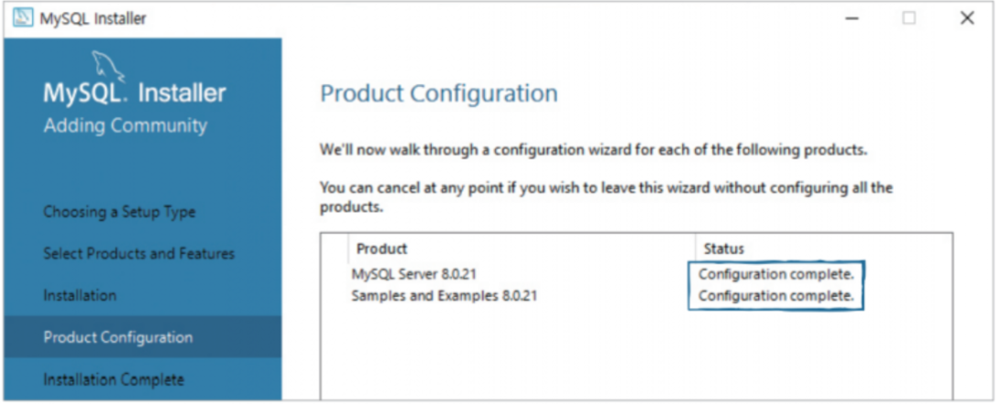 MySQL Installer
MySQL. Installer
Adding Community
Choosing a Setup Type
Select Products and Features
Installation
Product Configuration
Installation Complete
Product Configuration
We'll now walk through a configuration wizard for each of the following products.
You can cancel at any point if you wish to leave this wizard without configuring all the
products.
Product Status
MySQL Server 8.0.21 Configuration complete.
Samples and Examples 8.0.21 Configuration complete.